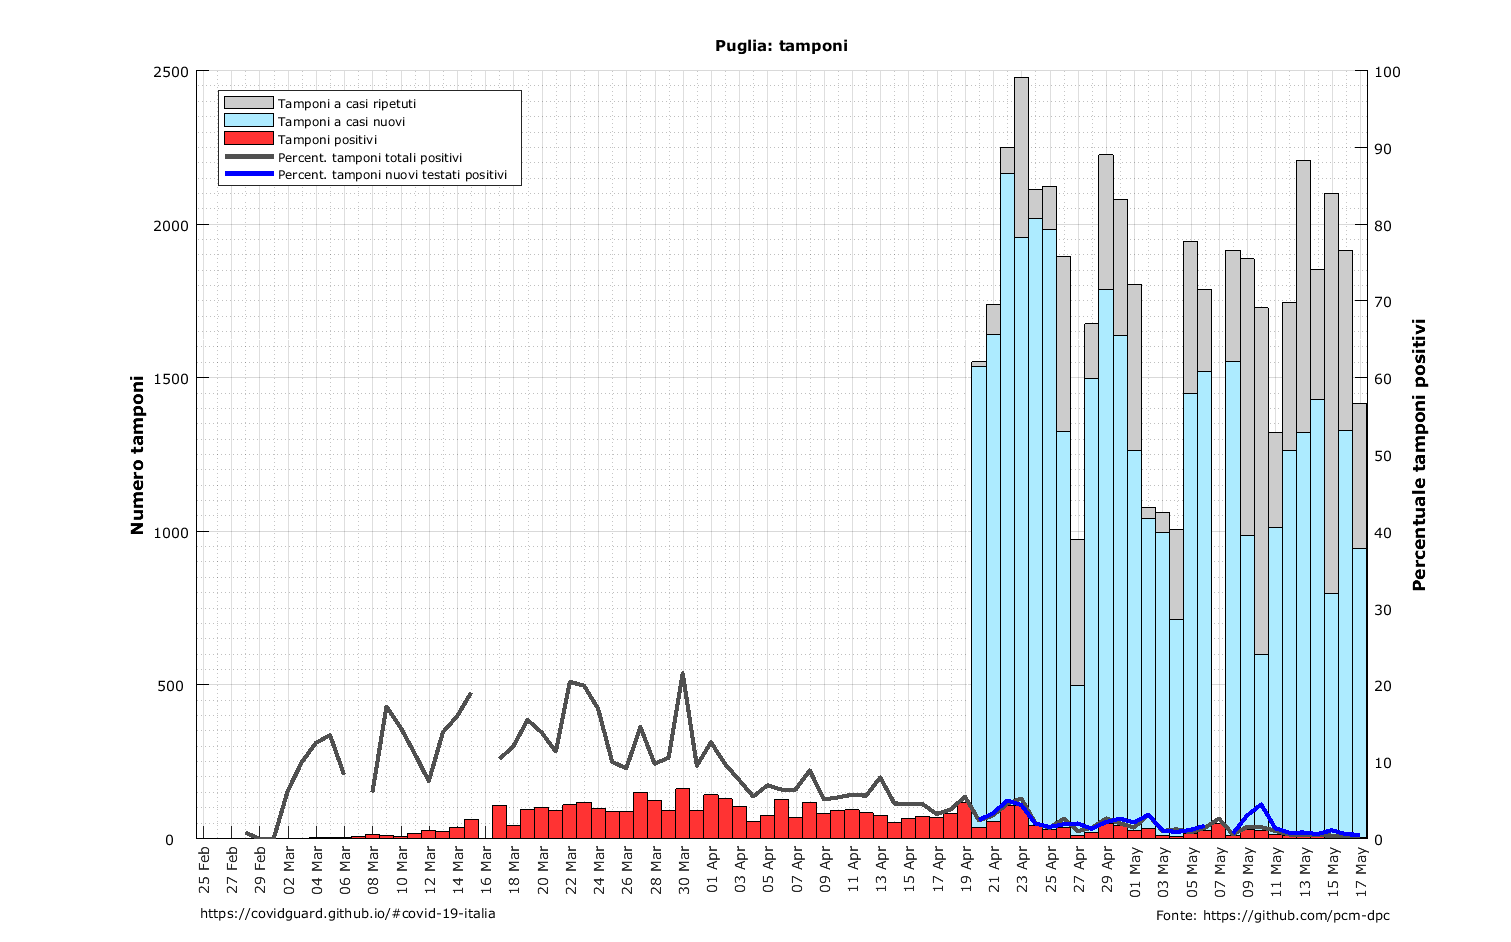 Puglia: tamponi
Tamponi a casi ripetuti
Tamponi a casi nuovi
Tamponi positivi
Percent. tamponi totali positivi
Percent. tamponi nuovi testati positivi
Numero tamponi
2500
2000
1500
1000
500
0
100
90
80
70
60
50
40
30
20
10
0
Percentuale tamponi positivi
25 Feb
27 Feb
29 Feb
02 Mar
04 Mar
06 Mar
08 Mar
10 Mar
12 Mar
14 Mar
16 Mar
18 Mar
20 Mar
22 Mar
24 Mar
26 Mar
28 Mar
30 Mar
01 Apr
03 Apr
05 Apr
07 Apr
09 Apr
11 Apr
13 Apr
15 Apr
17 Apr
19 Apr
21 Apr
23 Apr
25 Apr
27 Apr
29 Apr
01 May
03 May
05 May
07 May
09 May
11 May
13 May
15 May
17 May
https://covidguard.github.io/#covid-19-italia
Fonte: https://github.com/pcm-dpc